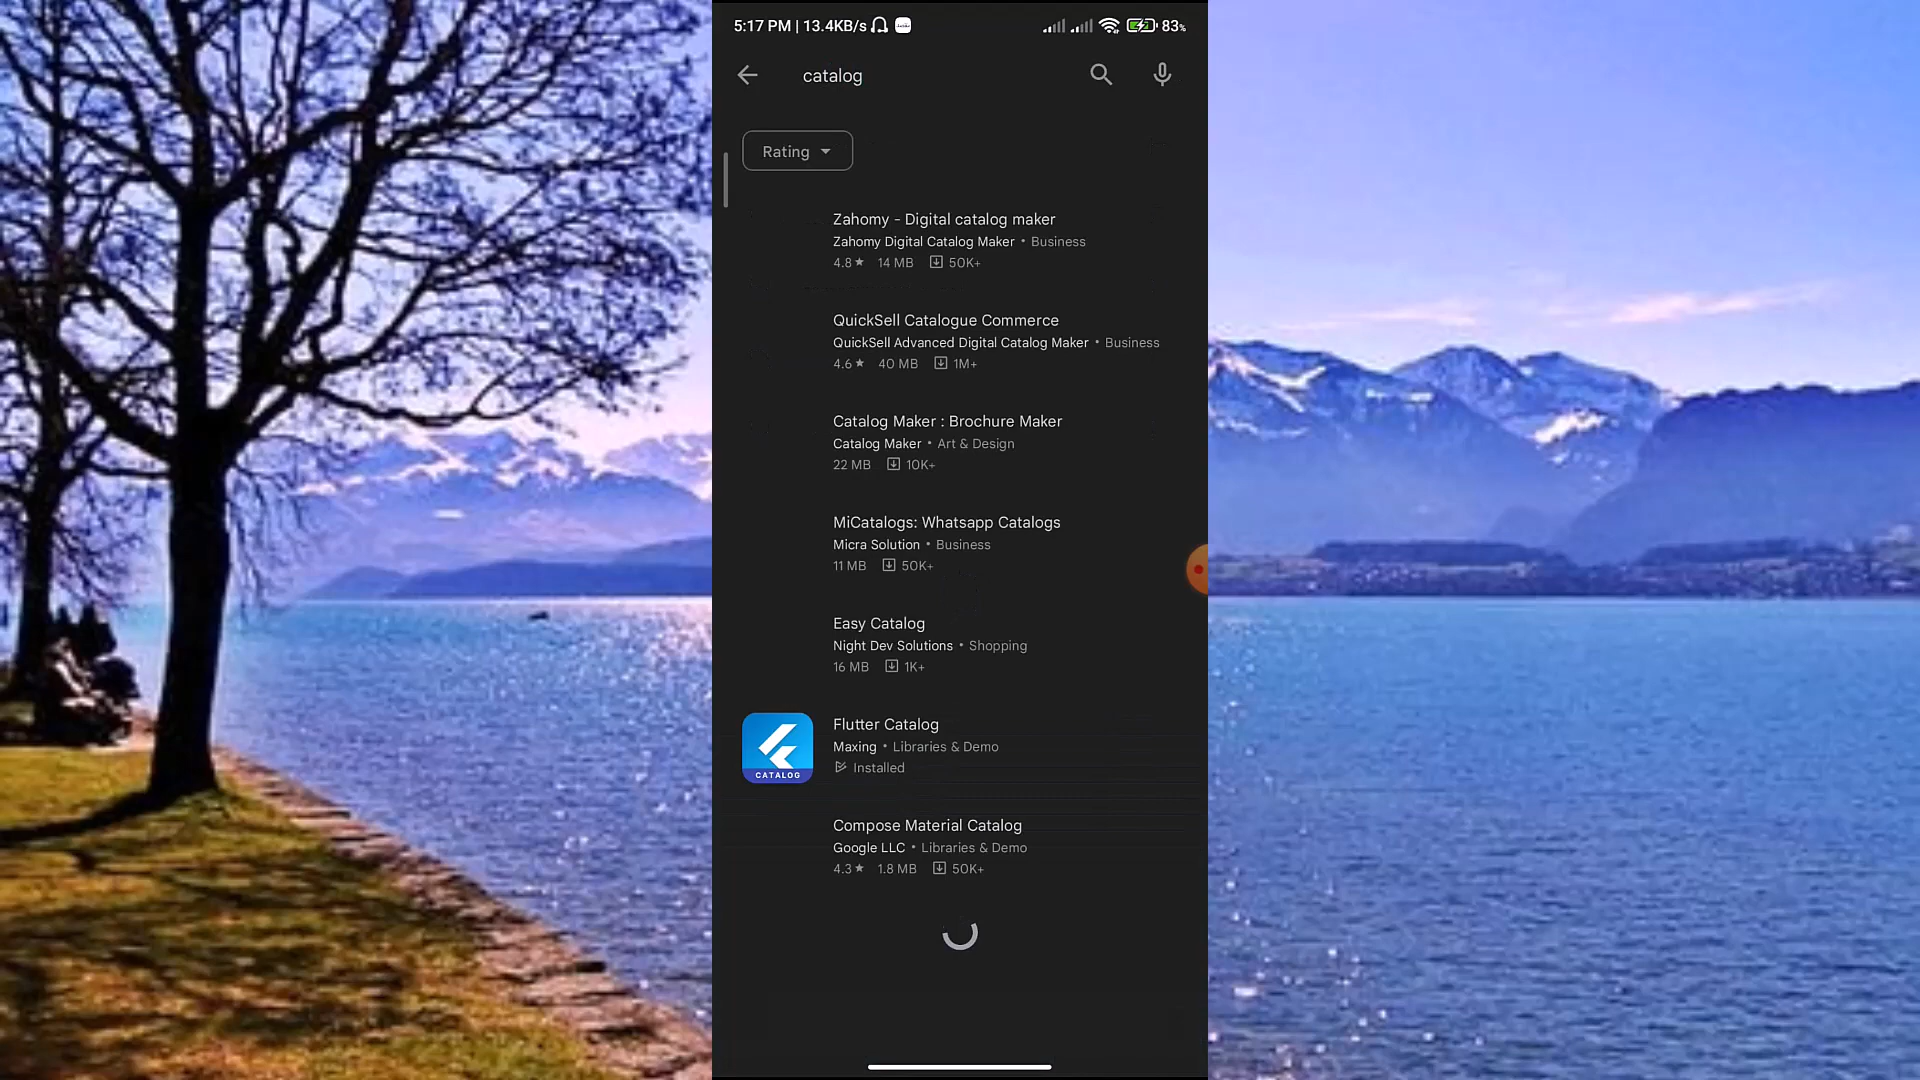 5:17 PM | 13.4KB/s
83%
catalog
Rating
Zahomy - Digital catalog maker
Zahomy Digital Catalog Maker • Business
4.8★ 14 MB 50K+
QuickSell Catalogue Commerce
QuickSell Advanced Digital Catalog Maker • Business
4.6★ 40 MB 1M+
Catalog Maker : Brochure Maker
Catalog Maker • Art & Design
22 MB 10K+
MiCatalogs: Whatsapp Catalogs
Micra Solution • Business
11 MB 50K+
Easy Catalog
Night Dev Solutions • Shopping
16 MB 1K+
CATALOG
Flutter Catalog
Maxing • Libraries & Demo
Installed
Compose Material Catalog
Google LLC • Libraries & Demo
4.3★ 1.8 MB 50K+